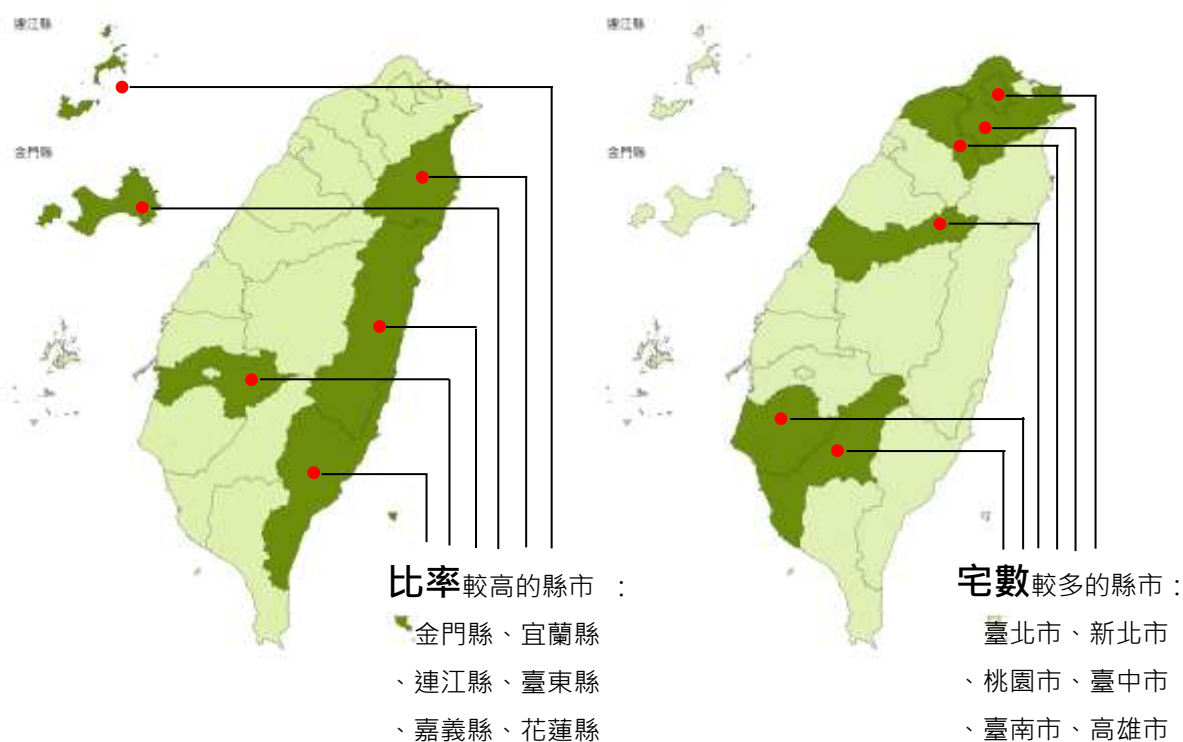 連江縣
金門縣
比率較高的縣市 :
金門縣、宜蘭縣
、連江縣、臺東縣
、嘉義縣、花蓮縣
連江縣
金門縣
宅數較多的縣市:
臺北市、新北市
、桃園市、臺中市
、臺南市、高雄市